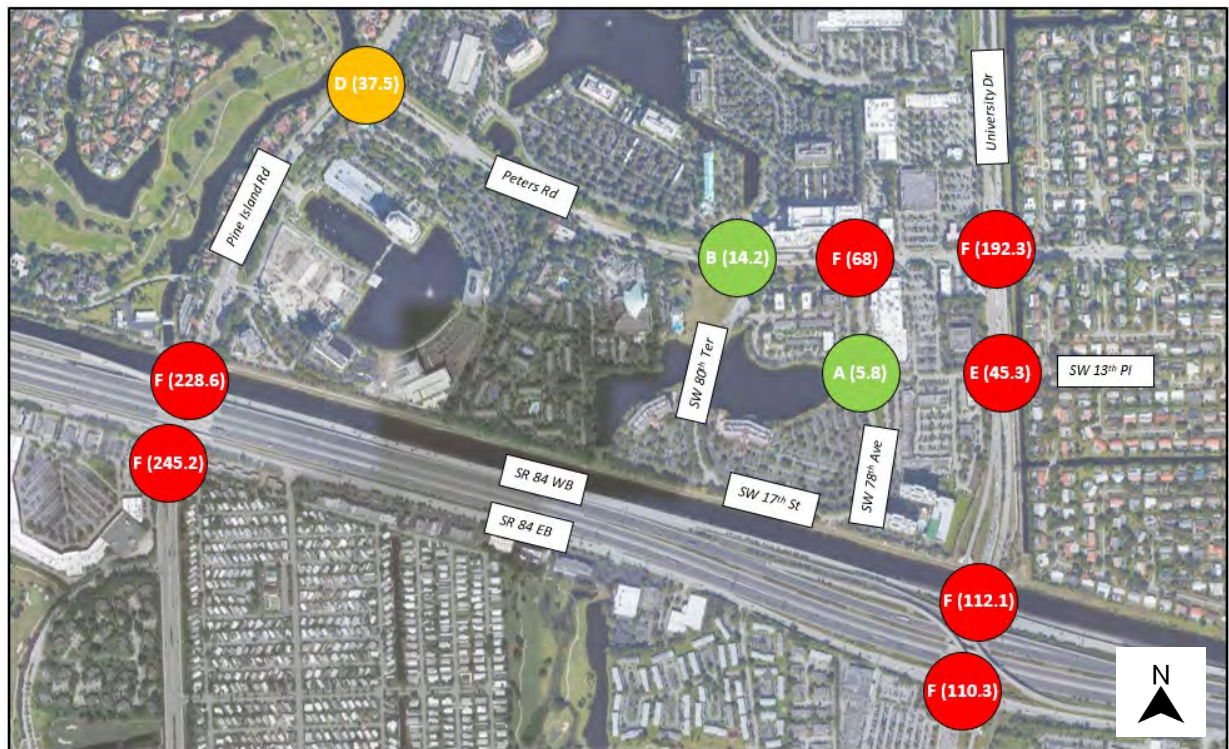 D (37.5)
University Dr
Pine Island Rd
Peters Rd
B (14.2)
F (68)
F (192.3)
F (228.6)
SW 80th Ter
A (5.8)
E (45.3)
SW 13th Pl
F (245.2)
SR 84 WB
SW 17th St
SW 78th Ave
SR 84 EB
F (112.1)
F (110.3)
N